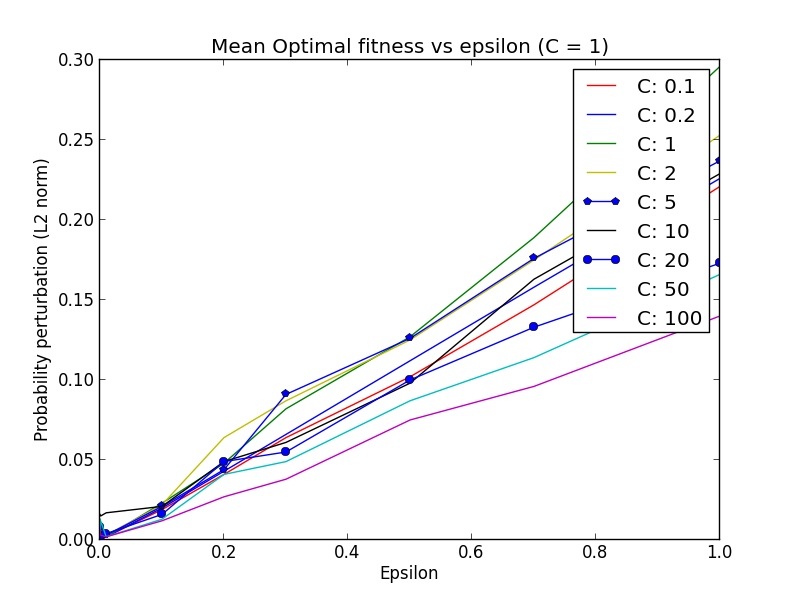 Mean Optimal fitness vs epsilon (C = 1)
0.30
0.25
0.20
0.15
0.10
0.05
0.00
Probability perturbation (L2 norm)
C: 0.1
C: 0.2
C: 1
C: 2
C: 5
C: 10
C: 20
C: 50
C: 100
0.0 0.2 0.4 0.6 0.8 1.0
Epsilon